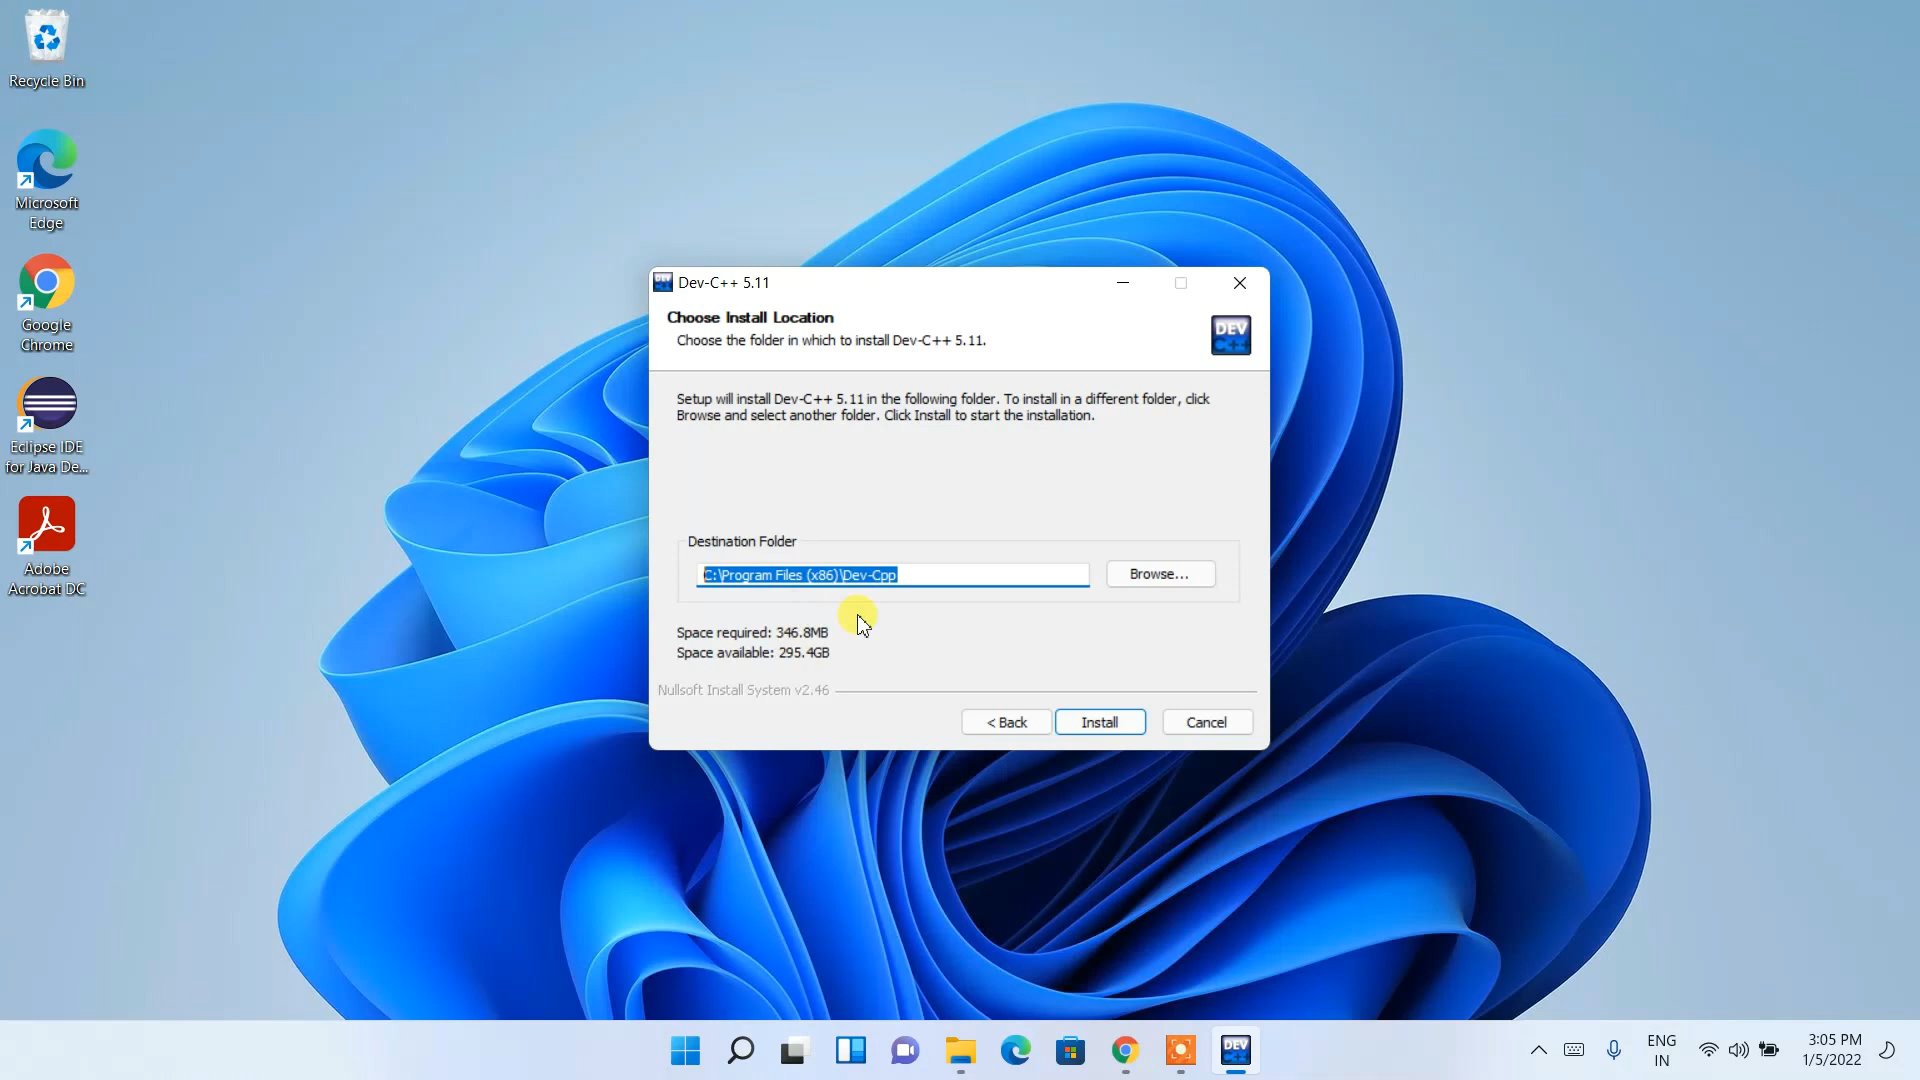 Recycle Bin
Microsoft
Edge
Google
Chrome
Eclipse IDE
for Java De...
Adobe
Acrobat DC
Dev-C++ 5.11
Choose Install Location
Choose the folder in which to install Dev-C++ 5.11.
DEV
C++
Setup will install Dev-C++ 5.11 in the following folder. To install in a different folder, click
Browse and select another folder. Click Install to start the installation.
Destination Folder
C:\Program Files (x86)\Dev-Cpp
Browse...
Space required: 346.8MB
Space available: 295.4GB
Nullsoft Install System v2.46
< Back
Install
Cancel
DEV
C++
ENG
IN
3:05 PM
1/5/2022